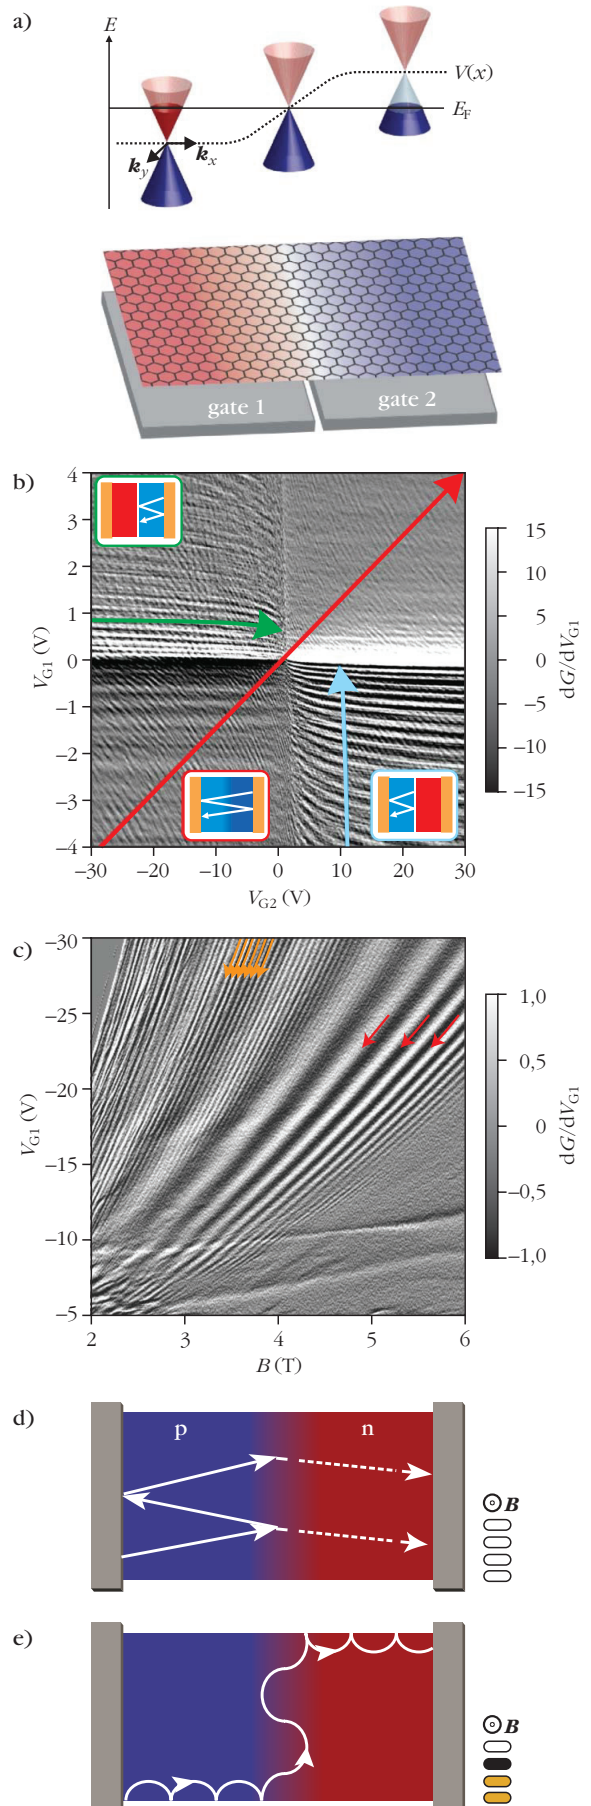 a)
E
V(x)
E_F
k_y
k_x
gate 1
gate 2
b)
4
3
2
1
0
−1
−2
−3
−4
V_G1 (V)
−30
−20
−10
0
10
20
30
V_G2 (V)
15
10
5
0
−5
−10
−15
dG/dV_G1
c)
−30
−25
−20
−15
−10
−5
V_G1 (V)
2
3
4
5
6
B (T)
1,0
0,5
0
−0,5
−1,0
dG/dV_G1
d)
p
n
B
e)
B